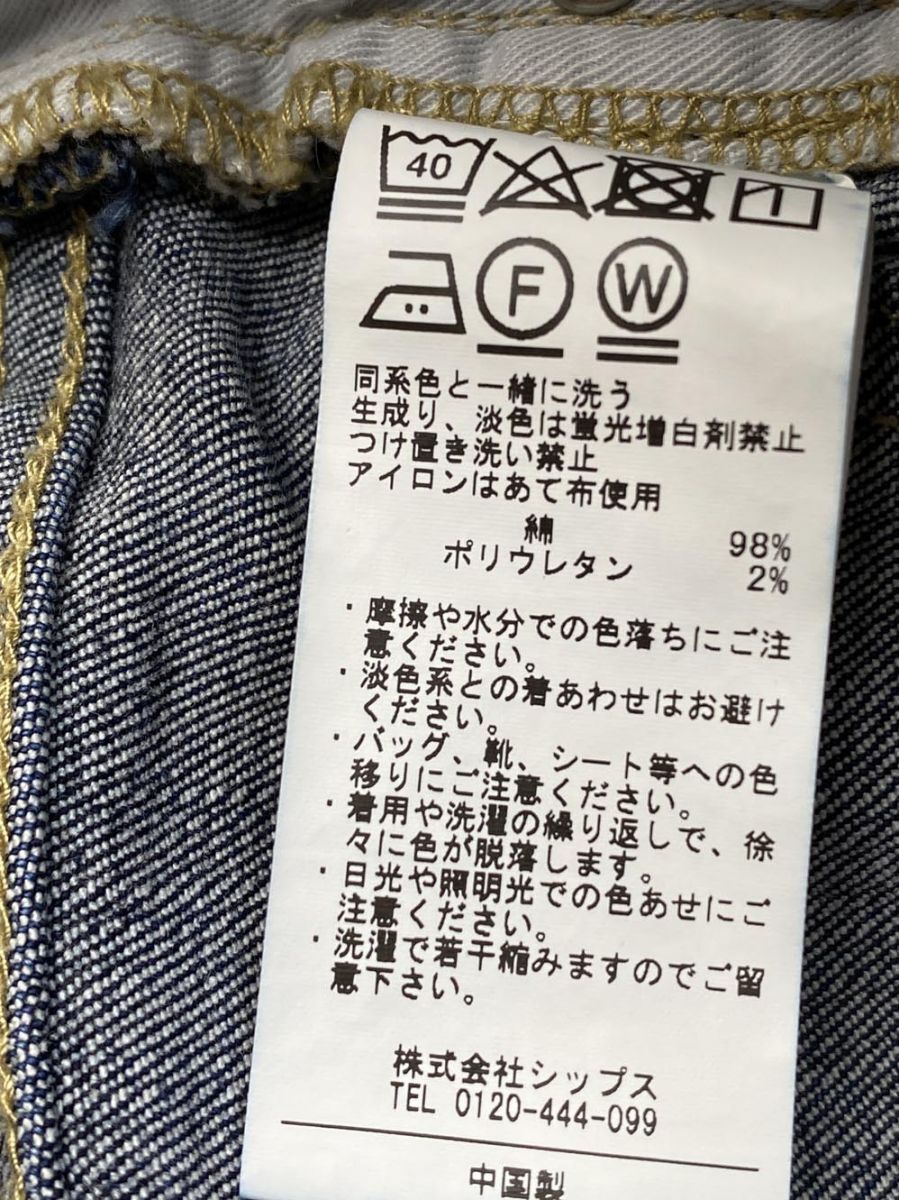 40
F W
同系色と一緒に洗う
生成り、淡色は蛍光増白剤禁止
つけ置き洗い禁止
アイロンはあて布使用
綿 98%
ポリウレタン 2%
・摩擦や水分での色落ちにご注
意ください。
・淡色系との着あわせはお避け
ください。
・バッグ、靴、シート等への色
移りにご注意ください。
・着用や洗濯の繰り返しで、徐
々に色が脱落します。
・日光や照明光での色あせにご
注意ください。
・洗濯で若干縮みますのでご留
意下さい。
株式会社シップス
TEL 0120-444-099
中国製